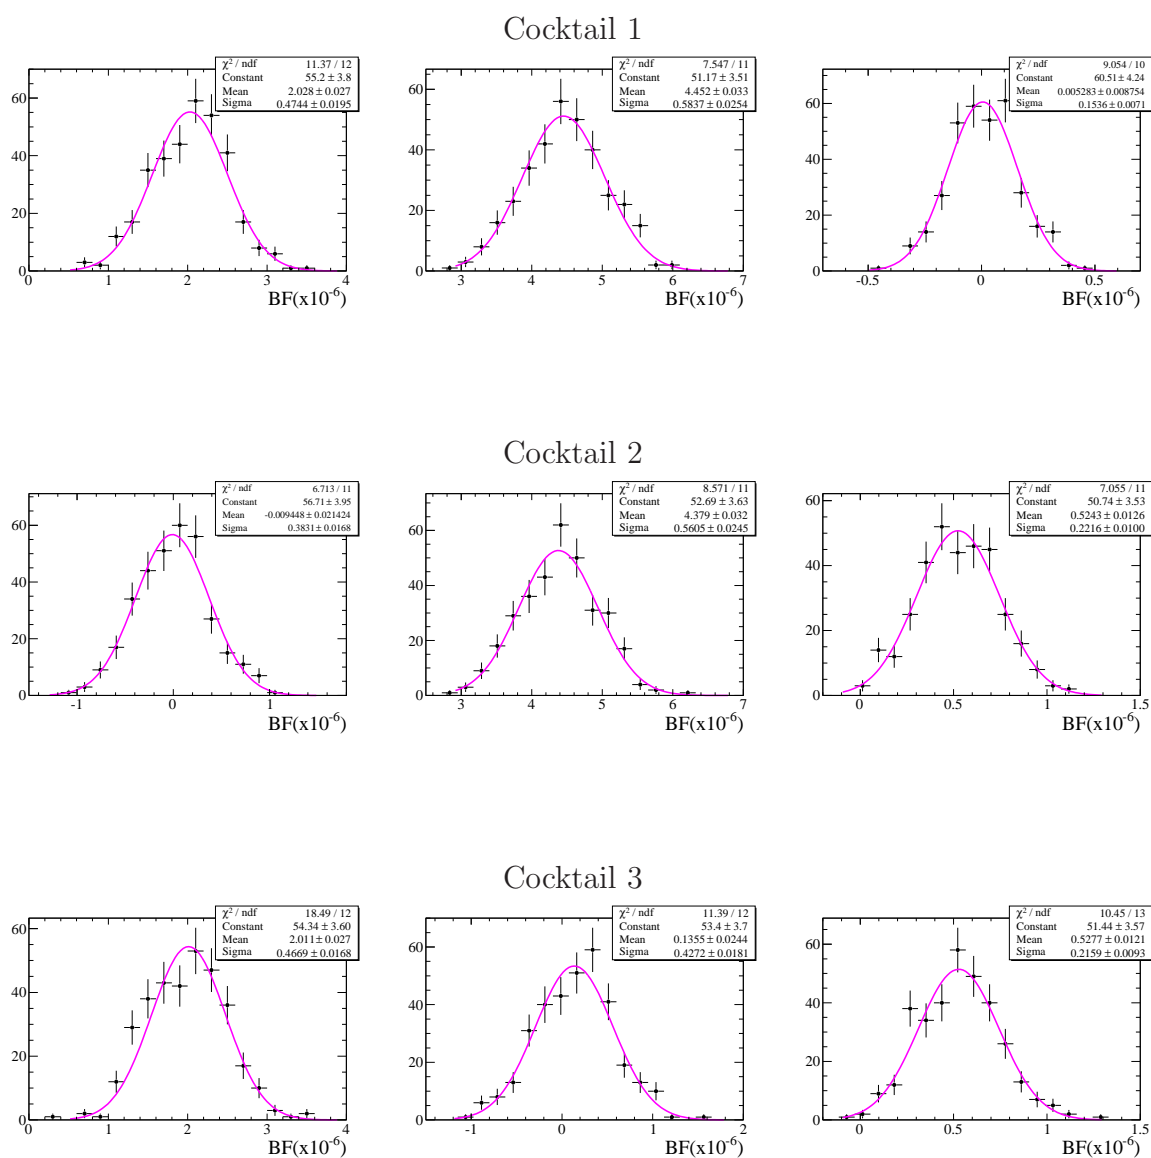 Cocktail 1
χ² / ndf 11.37 / 12
Constant 55.2 ± 3.8
Mean 2.028 ± 0.027
Sigma 0.4744 ± 0.0195
60
40
20
0
0 1 2 3 4
BF(x10⁻⁶)
χ² / ndf 7.547 / 11
Constant 51.17 ± 3.51
Mean 4.452 ± 0.033
Sigma 0.5837 ± 0.0254
60
50
40
30
20
10
0
3 4 5 6 7
BF(x10⁻⁶)
χ² / ndf 9.054 / 10
Constant 60.51 ± 4.24
Mean 0.005283 ± 0.008754
Sigma 0.1536 ± 0.0071
60
40
20
0
-0.5 0 0.5
BF(x10⁻⁶)
Cocktail 2
χ² / ndf 6.713 / 11
Constant 56.71 ± 3.95
Mean -0.009448 ± 0.021424
Sigma 0.3831 ± 0.0168
60
50
40
30
20
10
0
-1 0 1
BF(x10⁻⁶)
χ² / ndf 8.571 / 11
Constant 52.69 ± 3.63
Mean 4.379 ± 0.032
Sigma 0.5605 ± 0.0245
60
40
20
0
3 4 5 6 7
BF(x10⁻⁶)
χ² / ndf 7.055 / 11
Constant 50.74 ± 3.53
Mean 0.5243 ± 0.0126
Sigma 0.2216 ± 0.0100
60
40
20
0
0 0.5 1 1.5
BF(x10⁻⁶)
Cocktail 3
χ² / ndf 18.49 / 12
Constant 54.34 ± 3.60
Mean 2.011 ± 0.027
Sigma 0.4669 ± 0.0168
60
50
40
30
20
10
0
0 1 2 3 4
BF(x10⁻⁶)
χ² / ndf 11.39 / 12
Constant 53.4 ± 3.7
Mean 0.1355 ± 0.0244
Sigma 0.4272 ± 0.0181
60
40
20
0
-1 0 1 2
BF(x10⁻⁶)
χ² / ndf 10.45 / 13
Constant 51.44 ± 3.57
Mean 0.5277 ± 0.0121
Sigma 0.2159 ± 0.0093
60
40
20
0
0 0.5 1 1.5
BF(x10⁻⁶)